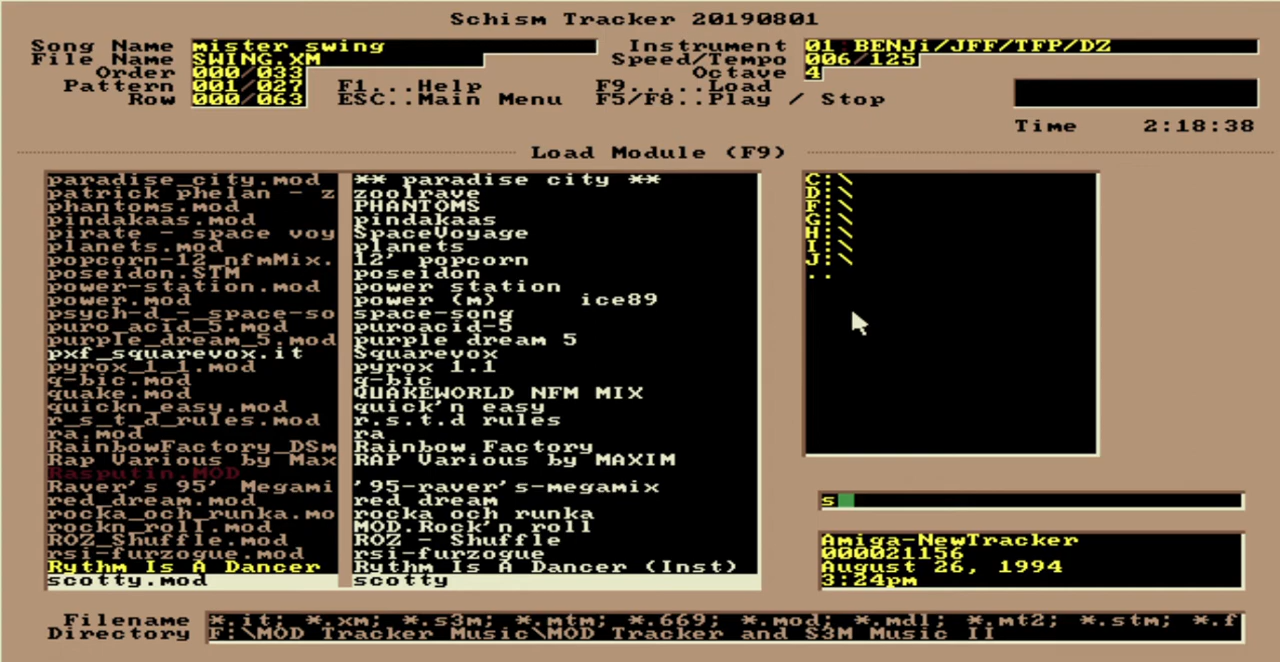 Schism Tracker 20190801
Song Name mister swing
File Name SWING.XM
Order 000/033
Pattern 001/027
Row 000/063
F1...Help
ESC..Main Menu
F9.....Load
F5/F8..Play / Stop
Instrument 01 BENJi/JFF/TFP/DZ
Speed/Tempo 006/125
Octave 4
Time 2:18:38
Load Module (F9)
paradise_city.mod ** paradise city **
patrick phelan - z zoolrave
phantoms.mod PHANTOMS
pindakaas.mod pindakaas
pirate - space voy SpaceVoyage
planets.mod planets
popcorn-12_nfmMix. 12' popcorn
poseidon.STM poseidon
power-station.mod power station
power.mod power (m) ice89
psych-d_-_space-so space-song
puro_acid_5.mod puroacid-5
purple_dream_5.mod purple dream 5
pxf_squarevox.it Squarevox
pyrox_1_1.mod pyrox 1.1
q-bic.mod q-bic
quake.mod QUAKEWORLD NFM MIX
quickn_easy.mod quick'n easy
r_s_t_d_rules.mod r.s.t.d rules
ra.mod ra
RainbowFactory_DSm Rainbow Factory
Rap Various by Max RAP Various by MAXIM
Rasputin.MOD
Raver's 95' Megami '95-raver's-megamix
red_dream.mod red dream
rocka_och_runka.mo rocka och runka
rockn_roll.mod MOD.Rock'n roll
ROZ_Shuffle.mod ROZ - Shuffle
rsi-furzogue.mod rsi-furzogue
Rythm Is A Dancer Rythm Is A Dancer (Inst)
scotty.mod scotty
C:\
D:\
F:\
G:\
H:\
I:\
J:\
..
s
Amiga-NewTracker
000021156
August 26, 1994
3:24pm
Filename *.it; *.xm; *.s3m; *.mtm; *.669; *.mod; *.mdl; *.mt2; *.stm; *.f
Directory F:\MOD Tracker Music\MOD Tracker and S3M Music II